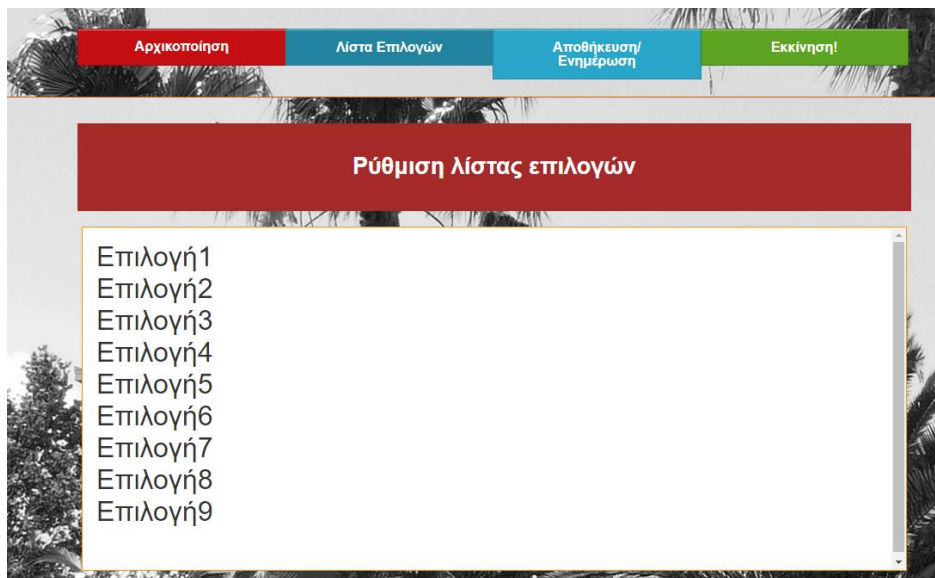 Αρχικοποίηση
Λίστα Επιλογών
Αποθήκευση/
Ενημέρωση
Εκκίνηση!
Ρύθμιση λίστας επιλογών
Επιλογή1
Επιλογή2
Επιλογή3
Επιλογή4
Επιλογή5
Επιλογή6
Επιλογή7
Επιλογή8
Επιλογή9